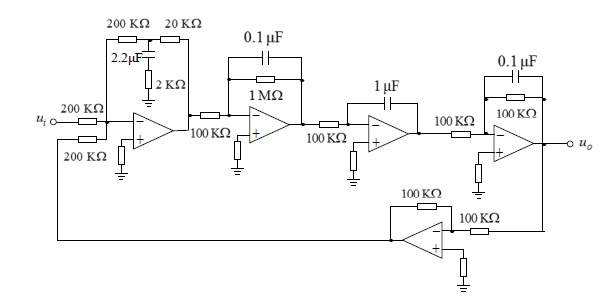 200 KΩ 20 KΩ
0.1 μF
2.2μF
2 KΩ
0.1 μF
1 MΩ
1 μF
u_i
200 KΩ
100 KΩ
100 KΩ
100 KΩ
100 KΩ
u_o
200 KΩ
− +
− +
− +
− +
100 KΩ
100 KΩ
− +